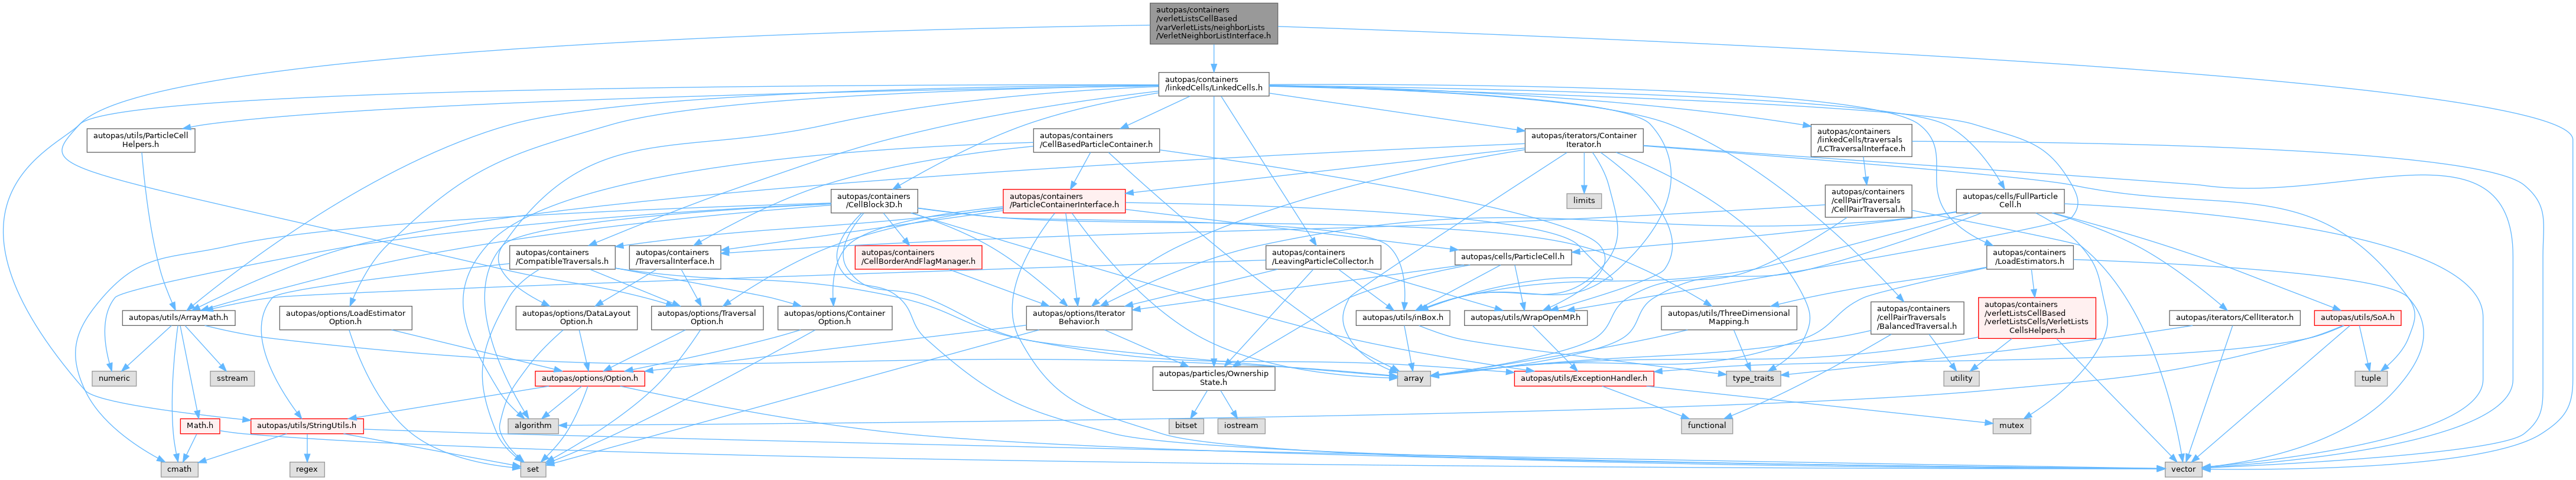 autopas/containers
/verletListsCellBased
/varVerletLists/neighborLists
/VerletNeighborListInterface.h
autopas/containers
/linkedCells/LinkedCells.h
autopas/utils/ParticleCell
Helpers.h
autopas/containers
/CellBasedParticleContainer.h
autopas/iterators/Container
Iterator.h
autopas/containers
/linkedCells/traversals
/LCTraversalInterface.h
autopas/containers
/CellBlock3D.h
autopas/containers
/ParticleContainerInterface.h
limits
autopas/containers
/cellPairTraversals
/CellPairTraversal.h
autopas/cells/FullParticle
Cell.h
autopas/containers
/CompatibleTraversals.h
autopas/containers
/TraversalInterface.h
autopas/containers
/CellBorderAndFlagManager.h
autopas/containers
/LeavingParticleCollector.h
autopas/cells/ParticleCell.h
autopas/containers
/LoadEstimators.h
autopas/utils/ArrayMath.h
autopas/options/LoadEstimator
Option.h
autopas/options/DataLayout
Option.h
autopas/options/Traversal
Option.h
autopas/options/Container
Option.h
autopas/options/Iterator
Behavior.h
autopas/utils/inBox.h
autopas/utils/WrapOpenMP.h
autopas/utils/ThreeDimensional
Mapping.h
autopas/containers
/cellPairTraversals
/BalancedTraversal.h
autopas/containers
/verletListsCellBased
/verletListsCells/VerletLists
CellsHelpers.h
autopas/iterators/CellIterator.h
autopas/utils/SoA.h
numeric
sstream
autopas/options/Option.h
autopas/particles/Ownership
State.h
array
autopas/utils/ExceptionHandler.h
type_traits
utility
tuple
Math.h
autopas/utils/StringUtils.h
algorithm
bitset
iostream
functional
mutex
cmath
regex
set
vector